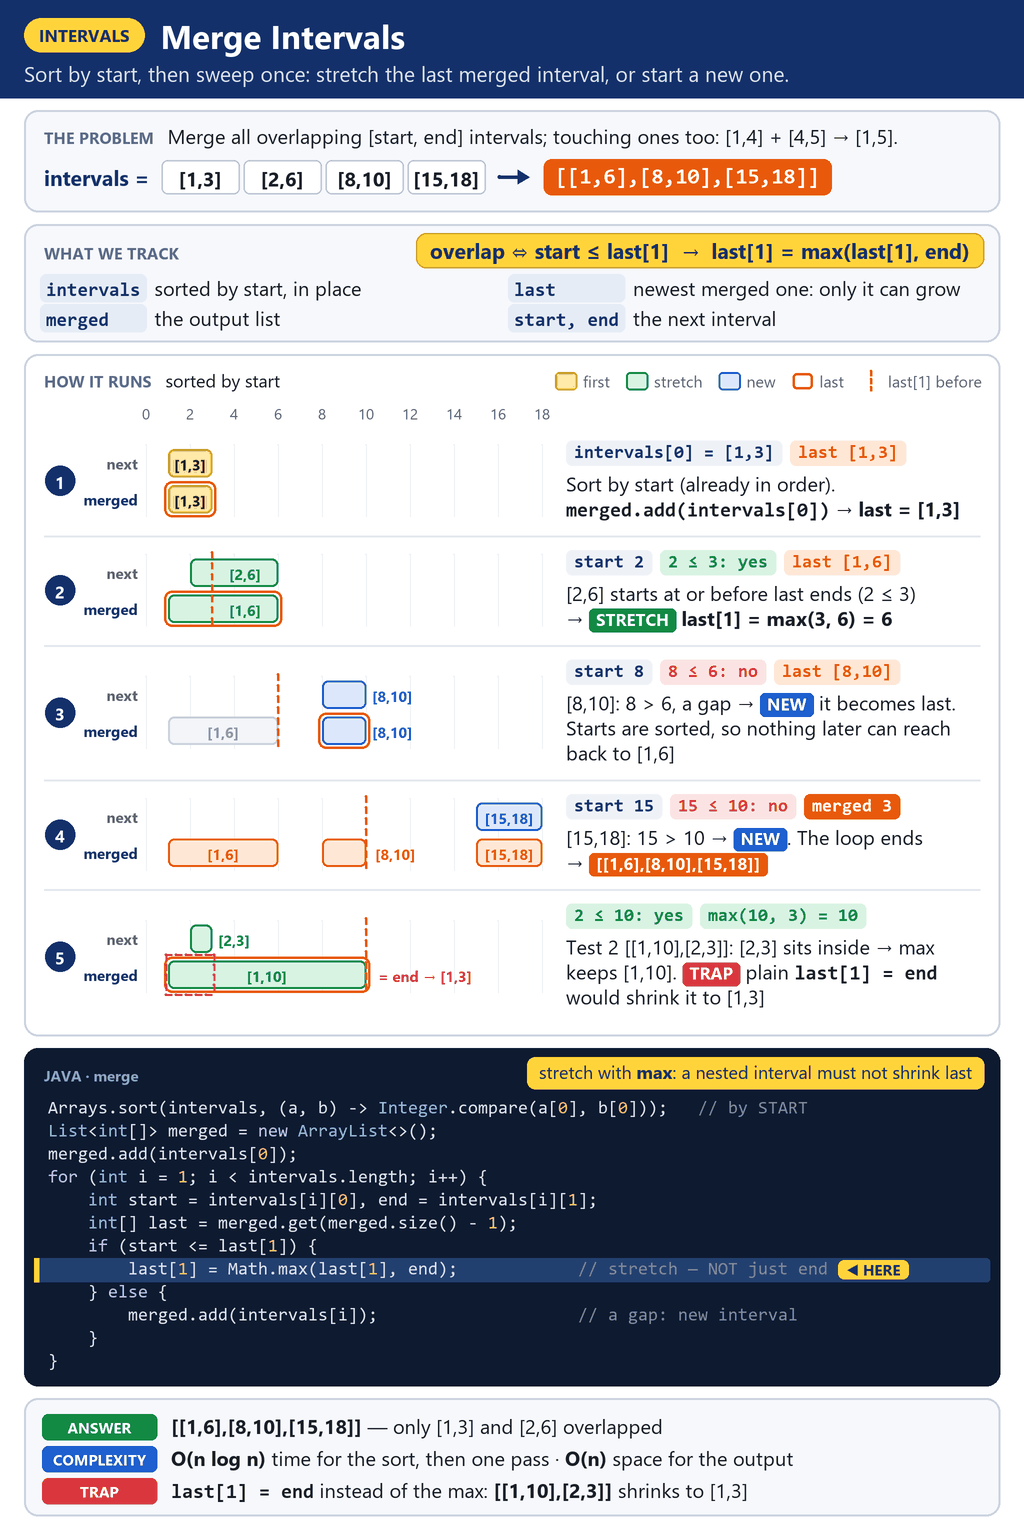 INTERVALS Merge Intervals
Sort by start, then sweep once: stretch the last merged interval, or start a new one.
THE PROBLEM Merge all overlapping [start, end] intervals; touching ones too: [1,4] + [4,5] → [1,5].
intervals = [1,3] [2,6] [8,10] [15,18] → [[1,6],[8,10],[15,18]]
WHAT WE TRACK overlap ⇔ start ≤ last[1] → last[1] = max(last[1], end)
intervals sorted by start, in place last newest merged one: only it can grow
merged the output list start, end the next interval
HOW IT RUNS sorted by start first stretch new last last[1] before
0 2 4 6 8 10 12 14 16 18
1 next [1,3]
merged [1,3]
intervals[0] = [1,3] last [1,3]
Sort by start (already in order).
merged.add(intervals[0]) → last = [1,3]
2 next [2,6]
merged [1,6]
start 2 2 ≤ 3: yes last [1,6]
[2,6] starts at or before last ends (2 ≤ 3)
→ STRETCH last[1] = max(3, 6) = 6
3 next [8,10]
merged [1,6] [8,10]
start 8 8 ≤ 6: no last [8,10]
[8,10]: 8 > 6, a gap → NEW it becomes last.
Starts are sorted, so nothing later can reach
back to [1,6]
4 next [15,18]
merged [1,6] [8,10] [15,18]
start 15 15 ≤ 10: no merged 3
[15,18]: 15 > 10 → NEW. The loop ends
→ [[1,6],[8,10],[15,18]]
5 next [2,3]
merged [1,10] = end → [1,3]
2 ≤ 10: yes max(10, 3) = 10
Test 2 [[1,10],[2,3]]: [2,3] sits inside → max
keeps [1,10]. TRAP plain last[1] = end
would shrink it to [1,3]
JAVA · merge stretch with max: a nested interval must not shrink last
Arrays.sort(intervals, (a, b) -> Integer.compare(a[0], b[0])); // by START
List<int[]> merged = new ArrayList<>();
merged.add(intervals[0]);
for (int i = 1; i < intervals.length; i++) {
    int start = intervals[i][0], end = intervals[i][1];
    int[] last = merged.get(merged.size() - 1);
    if (start <= last[1]) {
        last[1] = Math.max(last[1], end); // stretch — NOT just end ◀ HERE
    } else {
        merged.add(intervals[i]); // a gap: new interval
    }
}
ANSWER [[1,6],[8,10],[15,18]] — only [1,3] and [2,6] overlapped
COMPLEXITY O(n log n) time for the sort, then one pass · O(n) space for the output
TRAP last[1] = end instead of the max: [[1,10],[2,3]] shrinks to [1,3]